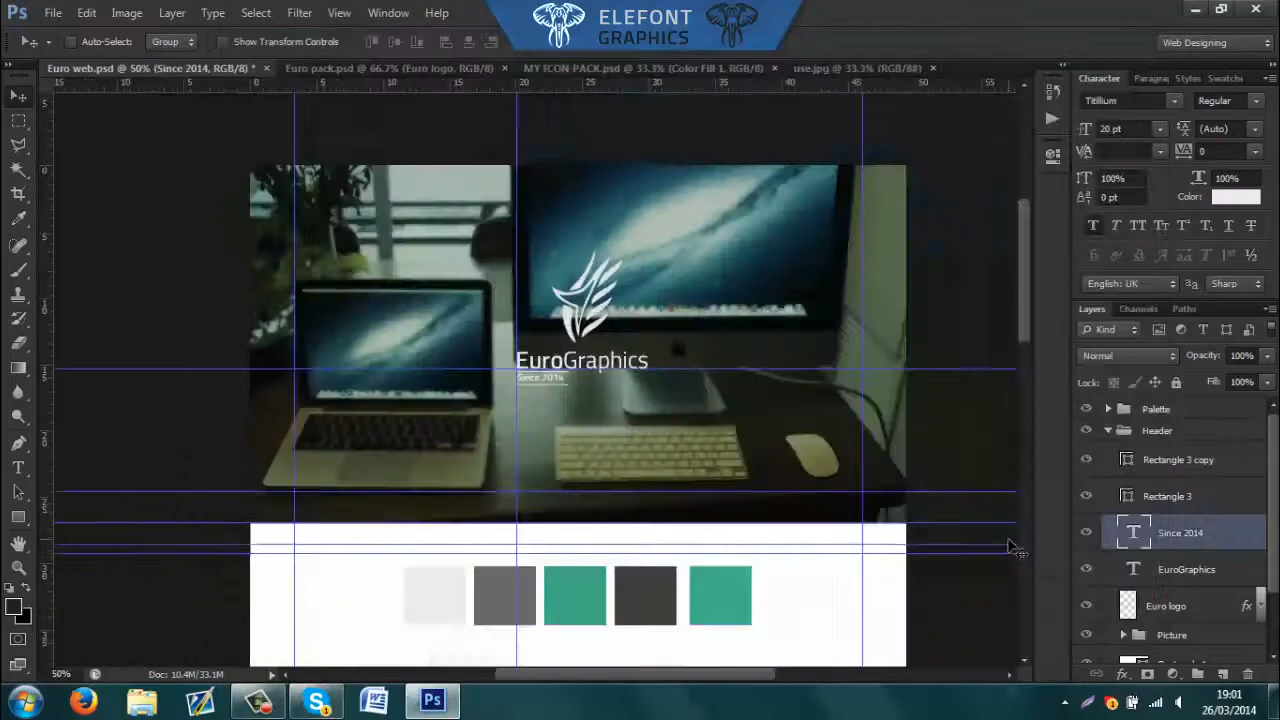 Ps File Edit Image Layer Type Select Filter View Window Help
ELEFONT
GRAPHICS
Auto-Select: Group Show Transform Controls
Web Designing
Euro web.psd @ 50% (Since 2014, RGB/8) * × Euro pack.psd @ 66.7% (Euro logo, RGB/8) × MY ICON PACK.psd @ 33.3% (Color Fill 1, RGB/8) × use.jpg @ 33.3% (RGB/8#) ×
Character Paragra Styles Swatche
Titillium Regular
20 pt (Auto)
0
100% 100%
0 pt Color:
English: UK Sharp
Layers Channels Paths
Kind
Normal Opacity: 100%
Lock: Fill: 100%
Palette
Header
Rectangle 3 copy
Rectangle 3
Since 2014
EuroGraphics
Euro logo fx
Picture
EuroGraphics
Since 2014
50% Doc: 10.4M/33.1M
19:01
26/03/2014